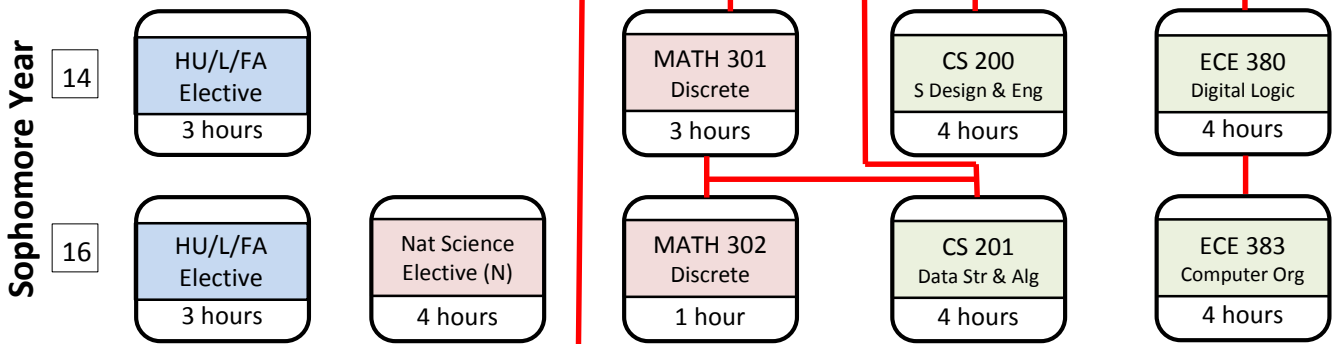 Sophomore Year
14
HU/L/FA
Elective
3 hours
MATH 301
Discrete
3 hours
CS 200
S Design & Eng
4 hours
ECE 380
Digital Logic
4 hours
16
HU/L/FA
Elective
3 hours
Nat Science
Elective (N)
4 hours
MATH 302
Discrete
1 hour
CS 201
Data Str & Alg
4 hours
ECE 383
Computer Org
4 hours